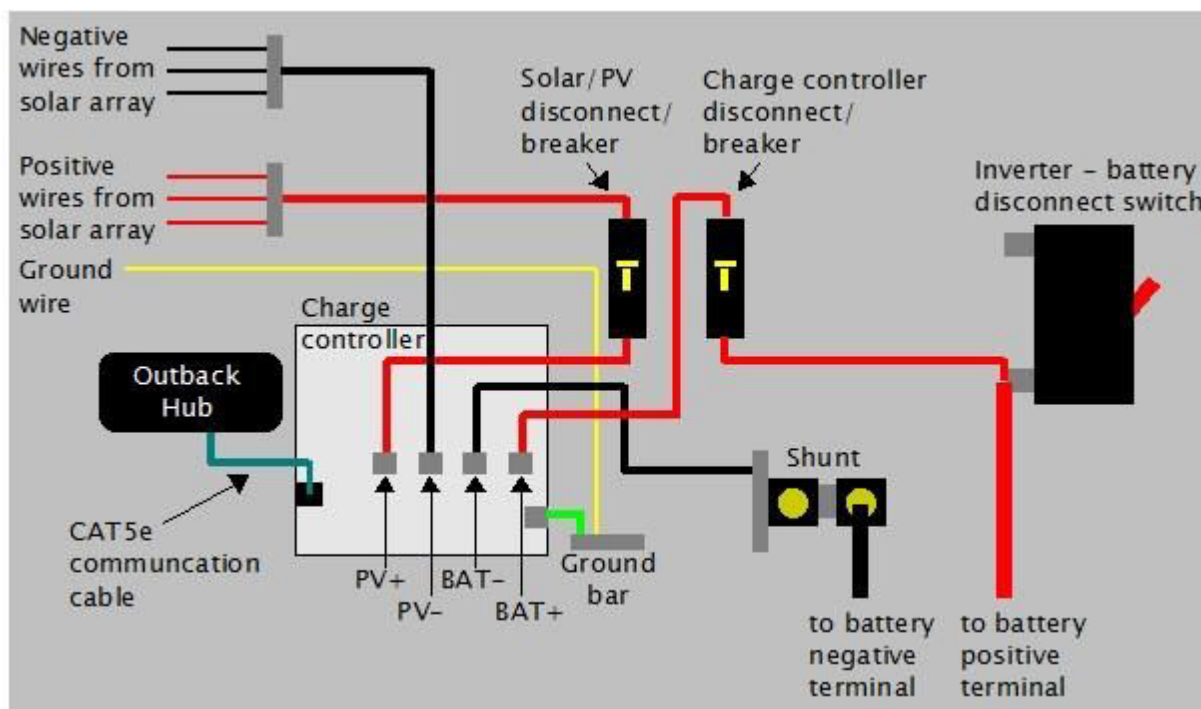 Negative
wires from
solar array
Solar/PV
disconnect/
breaker
Charge controller
disconnect/
breaker
Positive
wires from
solar array
Inverter – battery
disconnect switch
Ground
wire
Charge
controller
Outback
Hub
Shunt
CAT5e
communcation
cable
PV+
PV–
BAT–
BAT+
Ground
bar
to battery
negative
terminal
to battery
positive
terminal